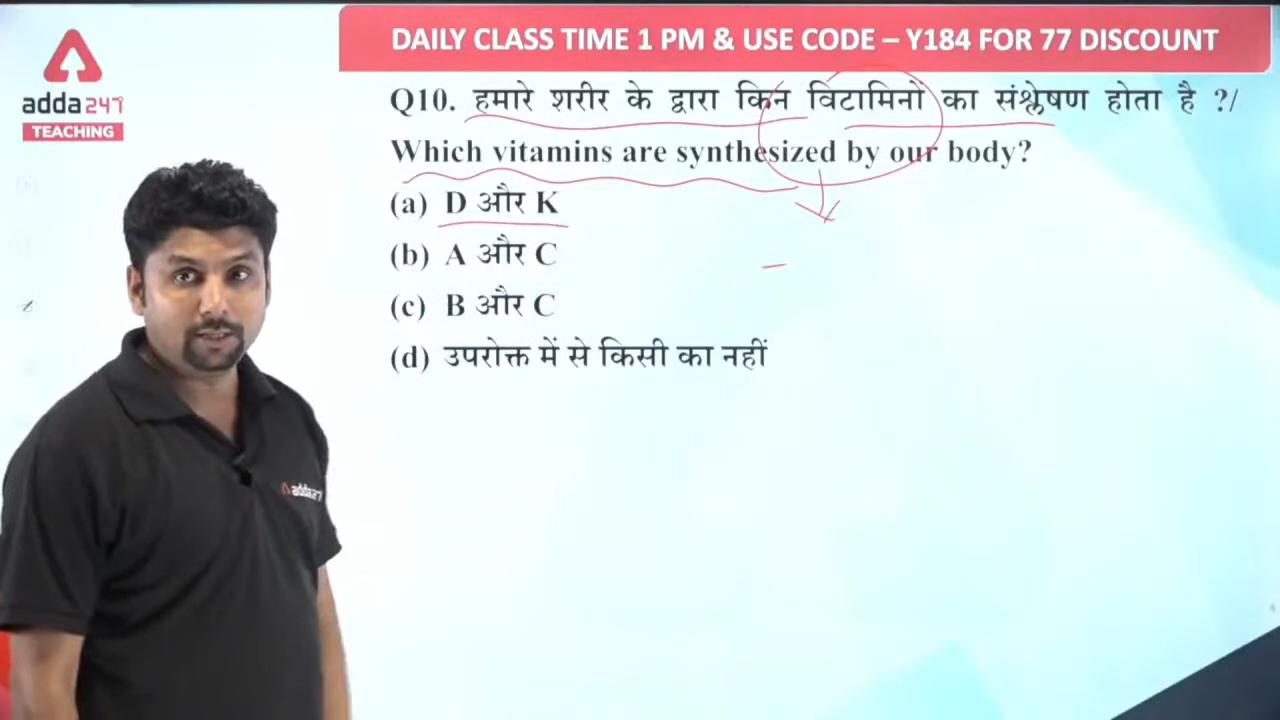 DAILY CLASS TIME 1 PM & USE CODE – Y184 FOR 77 DISCOUNT
adda247
TEACHING
Q10. हमारे शरीर के द्वारा किन विटामिनों का संश्लेषण होता है ?/
Which vitamins are synthesized by our body?
(a) D और K
(b) A और C
(c) B और C
(d) उपरोक्त में से किसी का नहीं
adda247